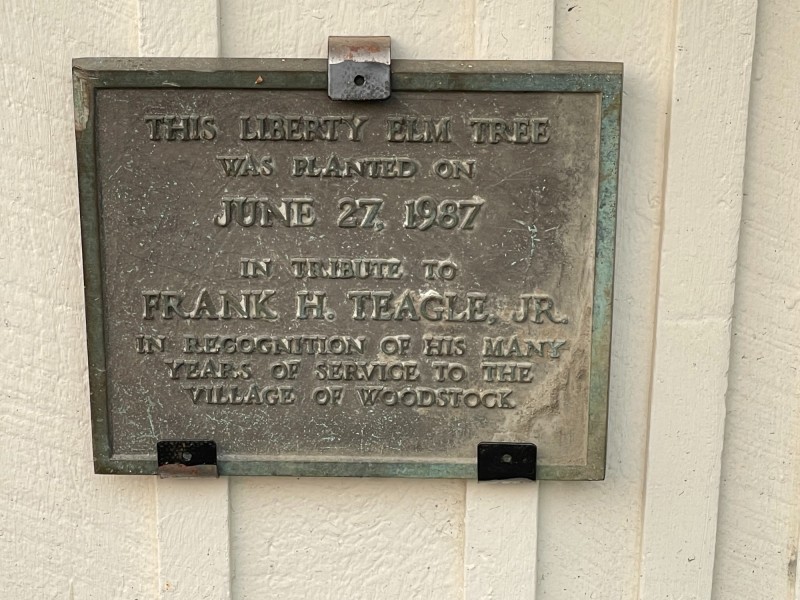 THIS LIBERTY ELM TREE
WAS PLANTED ON
JUNE 27, 1987
IN TRIBUTE TO
FRANK H. TEAGLE, JR.
IN RECOGNITION OF HIS MANY
YEARS OF SERVICE TO THE
VILLAGE OF WOODSTOCK